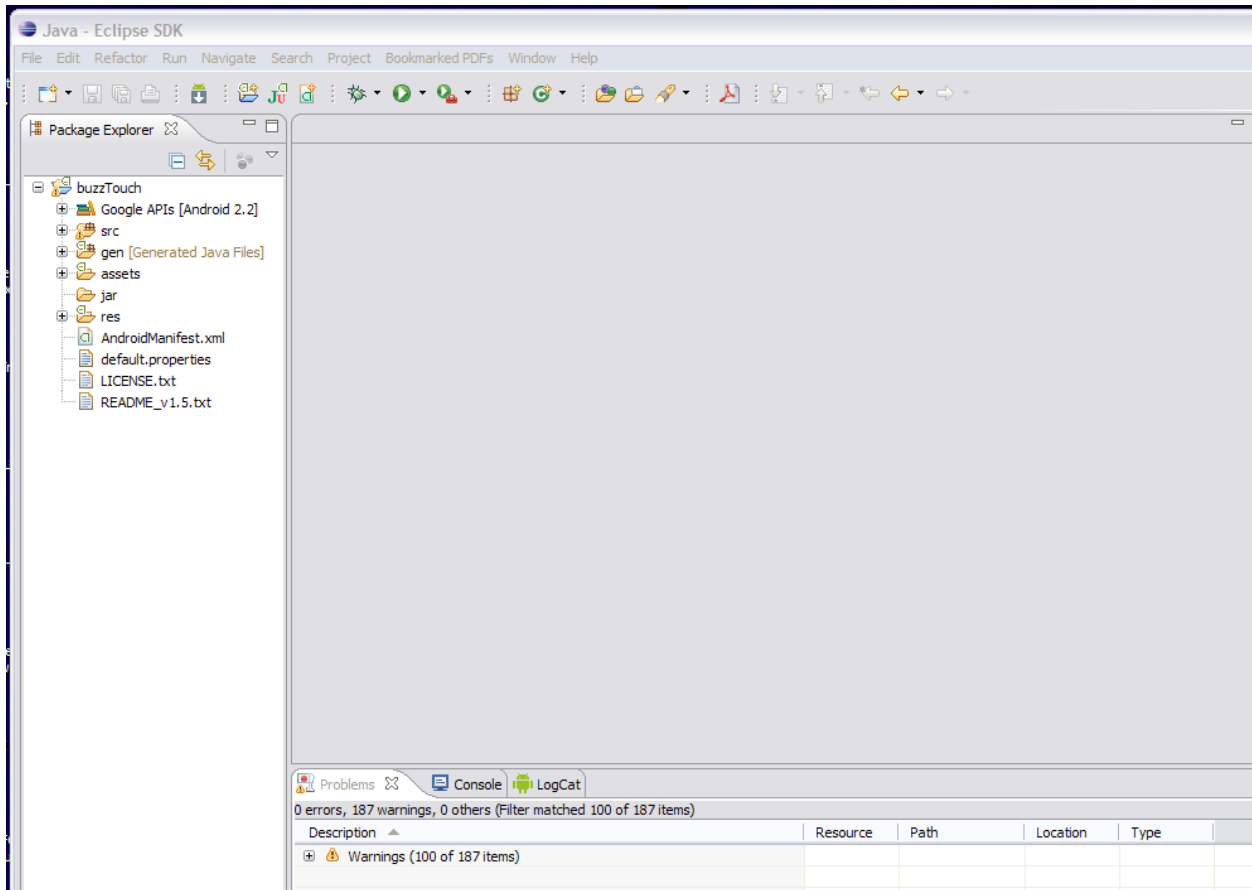 Java - Eclipse SDK
File Edit Refactor Run Navigate Search Project Bookmarked PDFs Window Help
Package Explorer
buzzTouch
Google APIs [Android 2.2]
src
gen [Generated Java Files]
assets
jar
res
AndroidManifest.xml
default.properties
LICENSE.txt
README_v1.5.txt
Problems Console LogCat
0 errors, 187 warnings, 0 others (Filter matched 100 of 187 items)
Description Resource Path Location Type
Warnings (100 of 187 items)